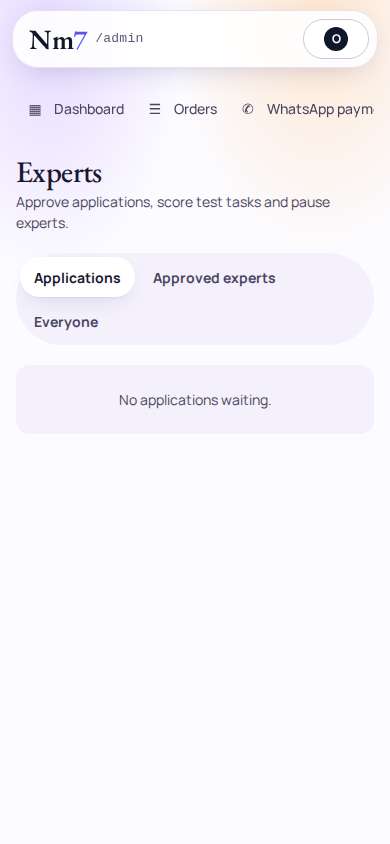 Nm7 /admin O
▦ Dashboard ☰ Orders ✆ WhatsApp paym
Experts
Approve applications, score test tasks and pause
experts.
Applications Approved experts
Everyone
No applications waiting.